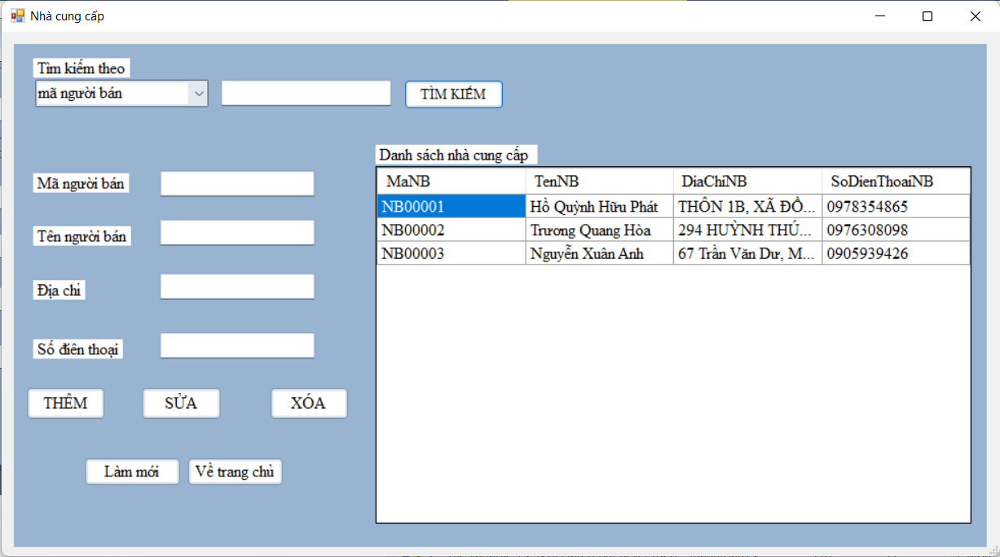 Nhà cung cấp
Tìm kiếm theo
mã người bán TÌM KIẾM
Danh sách nhà cung cấp
MaNB TenNB DiaChiNB SoDienThoaiNB
NB00001 Hồ Quỳnh Hữu Phát THÔN 1B, XÃ ĐỒ... 0978354865
NB00002 Trương Quang Hòa 294 HUỲNH THÚ... 0976308098
NB00003 Nguyễn Xuân Anh 67 Trần Văn Dư, M... 0905939426
Mã người bán
Tên người bán
Địa chỉ
Số điên thoại
THÊM SỬA XÓA
Làm mới Về trang chủ